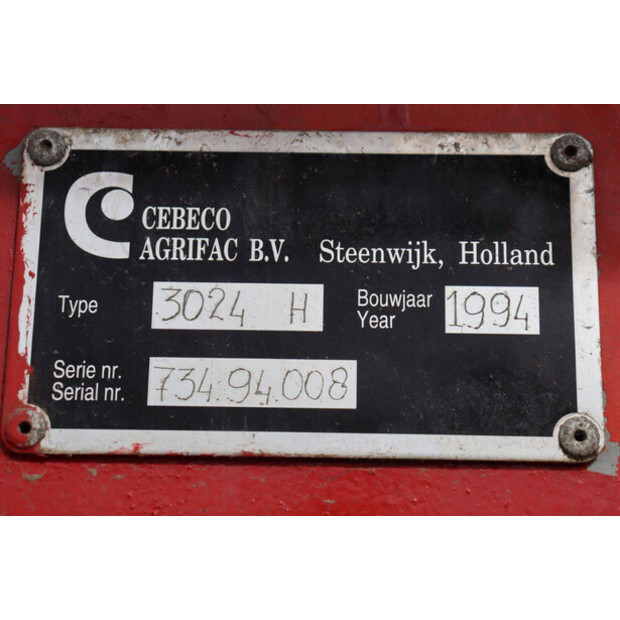 CEBECO
AGRIFAC B.V. Steenwijk, Holland
Type 3024 H Bouwjaar Year 1994
Serie nr.
Serial nr. 734.94.008